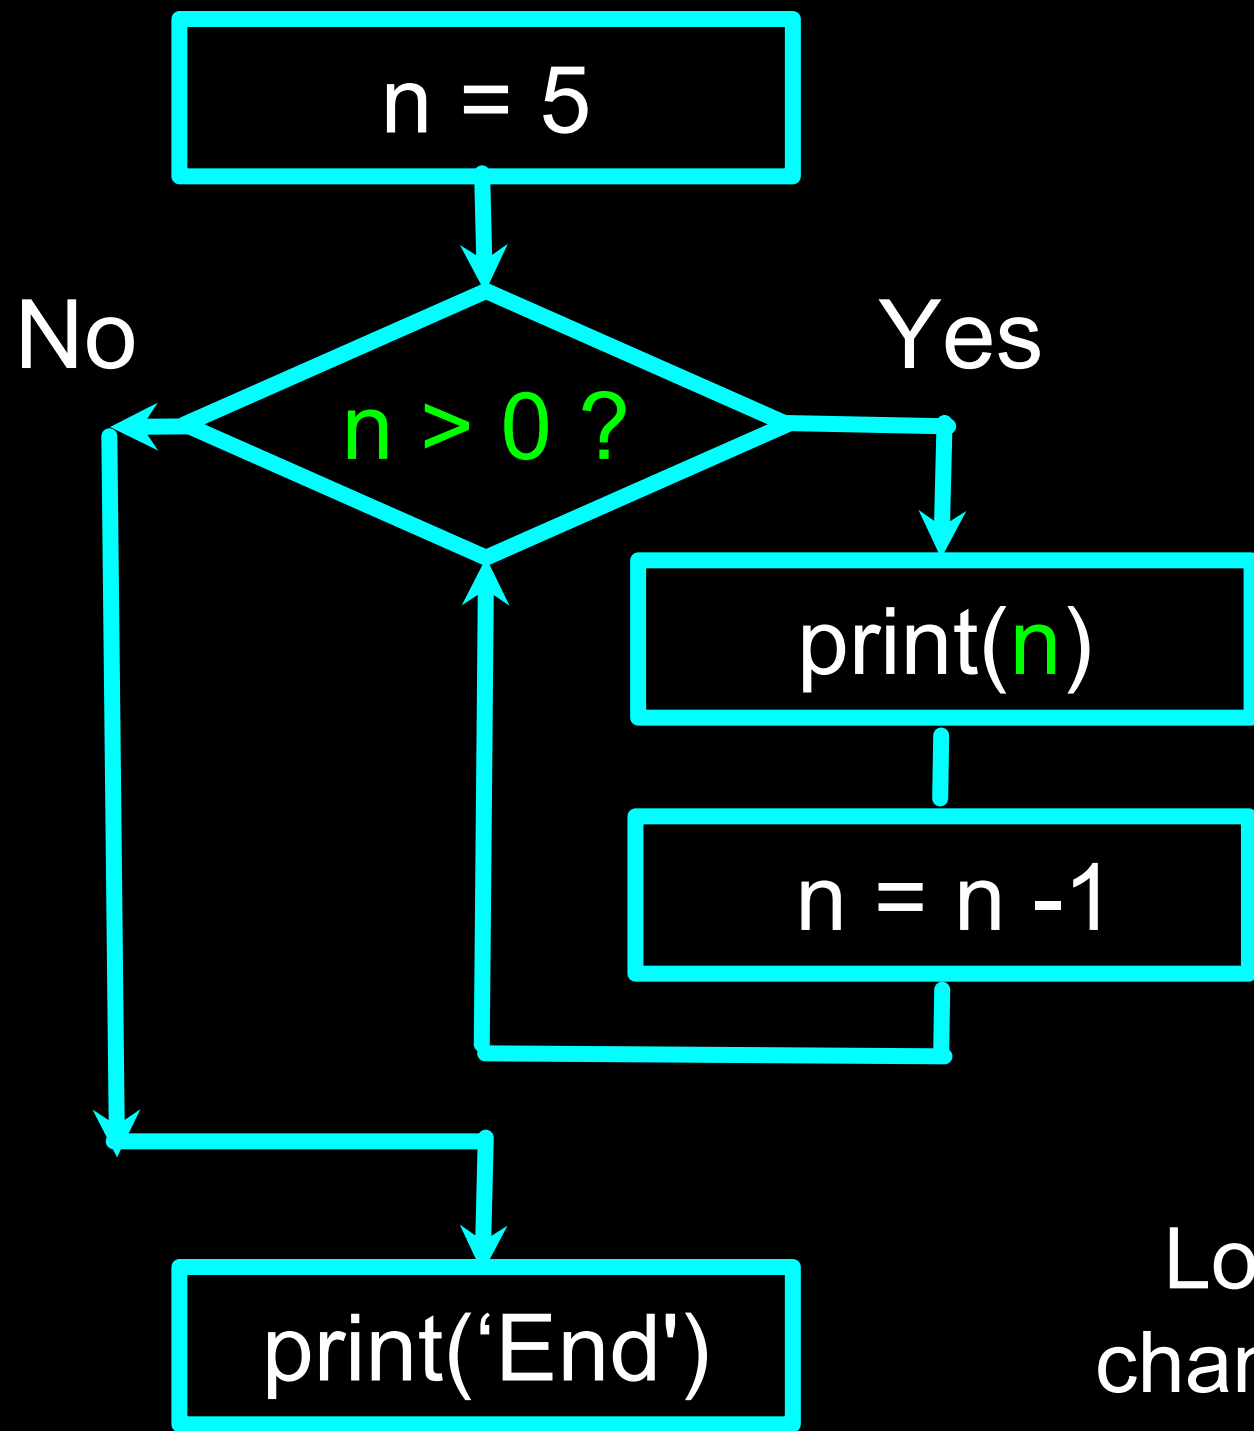 n = 5
No
Yes
n > 0 ?
print(n)
n = n -1
print(‘End')